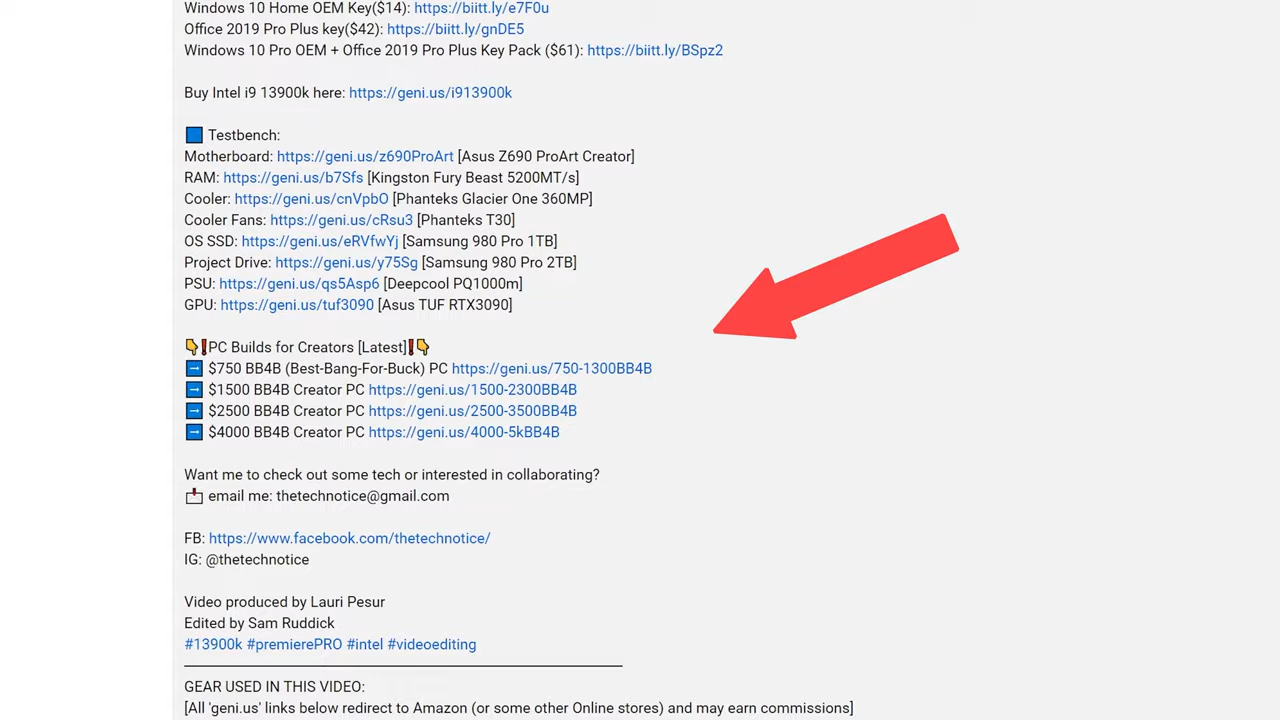 Windows 10 Home OEM Key($14): https://biitt.ly/e7F0u
Office 2019 Pro Plus key($42): https://biitt.ly/gnDE5
Windows 10 Pro OEM + Office 2019 Pro Plus Key Pack ($61): https://biitt.ly/BSpz2
Buy Intel i9 13900k here: https://geni.us/i913900k
Testbench:
Motherboard: https://geni.us/z690ProArt [Asus Z690 ProArt Creator]
RAM: https://geni.us/b7Sfs [Kingston Fury Beast 5200MT/s]
Cooler: https://geni.us/cnVpbO [Phanteks Glacier One 360MP]
Cooler Fans: https://geni.us/cRsu3 [Phanteks T30]
OS SSD: https://geni.us/eRVfwYj [Samsung 980 Pro 1TB]
Project Drive: https://geni.us/y75Sg [Samsung 980 Pro 2TB]
PSU: https://geni.us/qs5Asp6 [Deepcool PQ1000m]
GPU: https://geni.us/tuf3090 [Asus TUF RTX3090]
👇❗PC Builds for Creators [Latest]❗👇
➡ $750 BB4B (Best-Bang-For-Buck) PC https://geni.us/750-1300BB4B
➡ $1500 BB4B Creator PC https://geni.us/1500-2300BB4B
➡ $2500 BB4B Creator PC https://geni.us/2500-3500BB4B
➡ $4000 BB4B Creator PC https://geni.us/4000-5kBB4B
Want me to check out some tech or interested in collaborating?
📩 email me: thetechnotice@gmail.com
FB: https://www.facebook.com/thetechnotice/
IG: @thetechnotice
Video produced by Lauri Pesur
Edited by Sam Ruddick
#13900k #premierePRO #intel #videoediting
GEAR USED IN THIS VIDEO:
[All 'geni.us' links below redirect to Amazon (or some other Online stores) and may earn commissions]